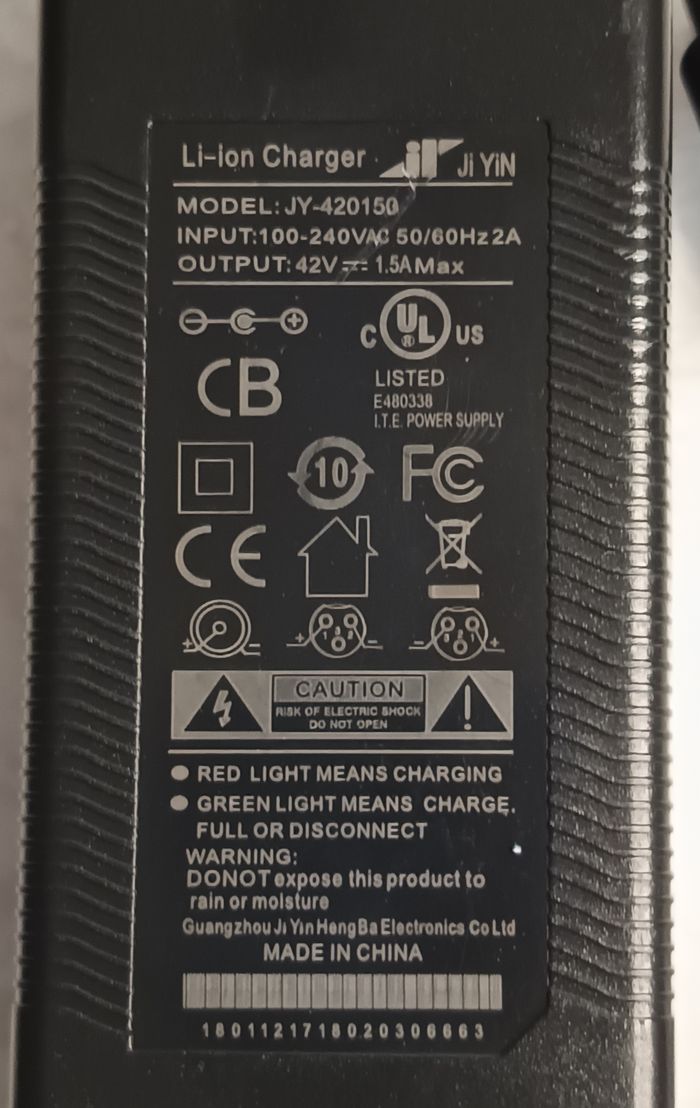 Li-ion Charger Ji YiN
MODEL: JY-420150
INPUT:100-240VAC 50/60Hz 2A
OUTPUT: 42V⎓ 1.5A Max
C UL US
®
CB
LISTED
E480338
I.T.E. POWER SUPPLY
10
FC
CE
CAUTION
RISK OF ELECTRIC SHOCK
DO NOT OPEN
RED LIGHT MEANS CHARGING
GREEN LIGHT MEANS CHARGE.
FULL OR DISCONNECT
WARNING:
DONOT expose this product to
rain or moisture
Guangzhou Ji Yin Heng Ba Electronics Co Ltd
MADE IN CHINA
1801121718020306663